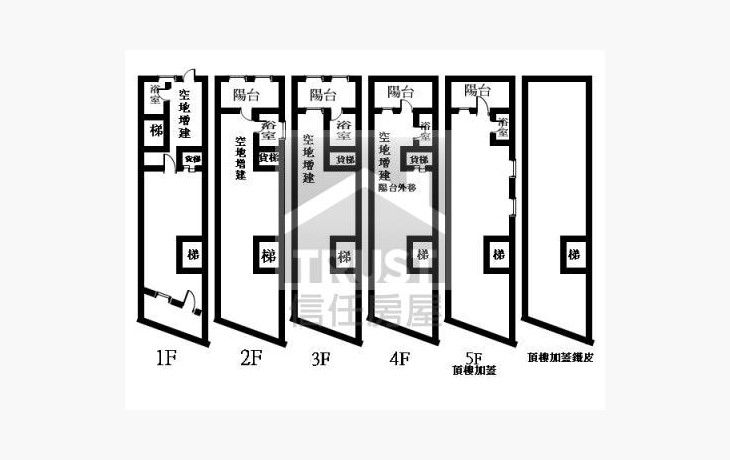 浴室
空地增建
梯
貨梯
梯
1F
陽台
浴室
空地增建
貨梯
梯
2F
陽台
浴室
空地增建
貨梯
梯
3F
陽台
浴室
空地增建
貨梯
陽台外移
梯
4F
陽台
浴室
梯
5F
頂樓加蓋
梯
頂樓加蓋鐵皮
TRUST
信任房屋